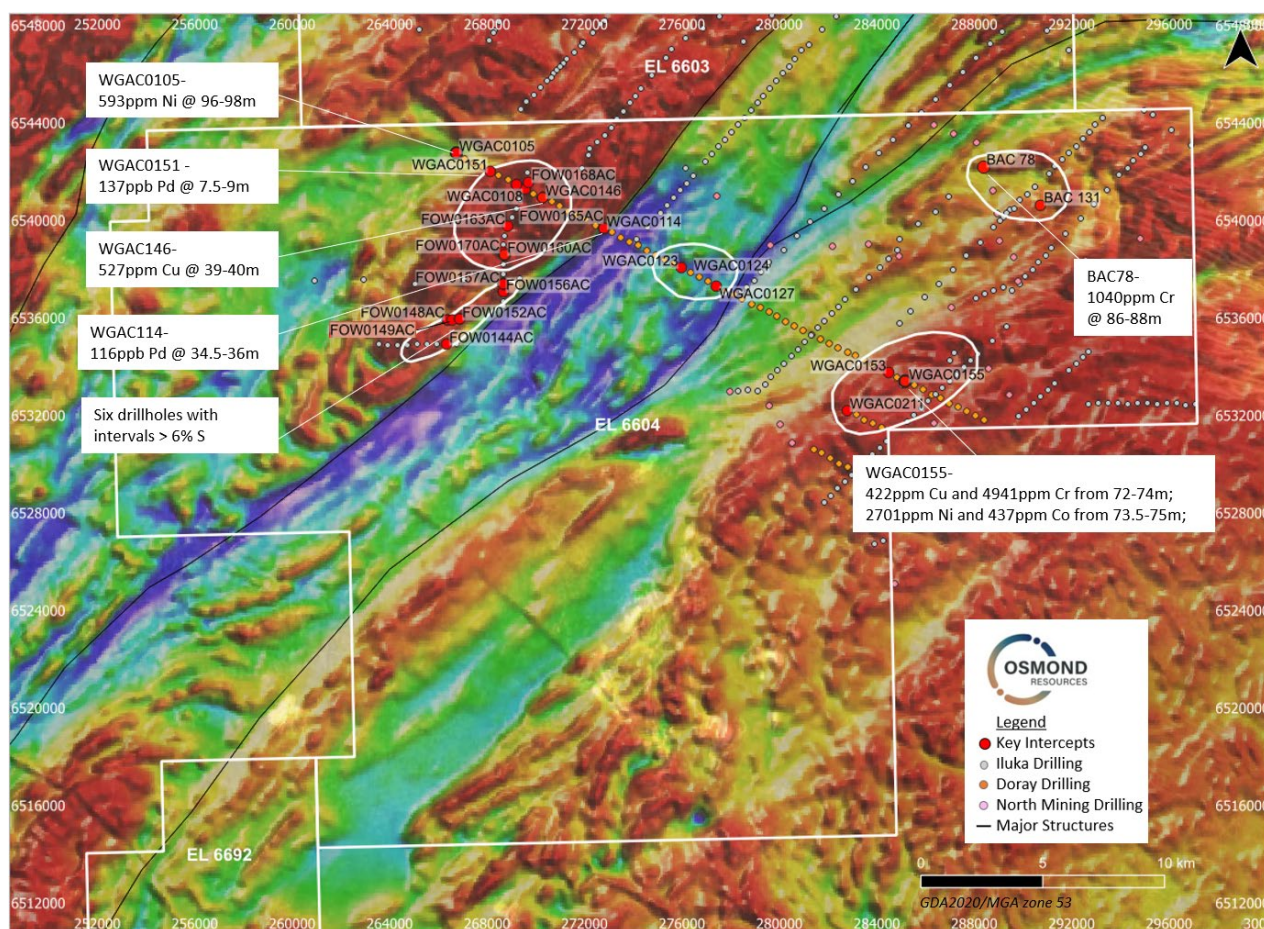 6548000 252000 256000 260000 264000 268000 272000 276000 280000 284000 288000 292000 296000 6548000
WGAC0105-
593ppm Ni @ 96-98m
EL 6603
6544000
6544000
WGAC0105
WGAC0151 -
137ppb Pd @ 7.5-9m
WGAC0151
FOW0168AC
WGAC0108
WGAC0146
BAC 78
BAC 131
6540000
6540000
FOW0163AC
FOW0165AC
WGAC0114
WGAC146-
527ppm Cu @ 39-40m
FOW0170AC
FOW0160AC
WGAC0123
WGAC0124
FOW0157AC
FOW0156AC
WGAC0127
BAC78-
1040ppm Cr
@ 86-88m
6536000
6536000
FOW0148AC
FOW0152AC
FOW0149AC
FOW0144AC
WGAC114-
116ppb Pd @ 34.5-36m
WGAC0153
WGAC0155
WGAC0211
Six drillholes with
intervals > 6% S
6532000
6532000
EL 6604
WGAC0155-
422ppm Cu and 4941ppm Cr from 72-74m;
2701ppm Ni and 437ppm Co from 73.5-75m;
6528000
6528000
6524000
6524000
OSMOND
RESOURCES
Legend
Key Intercepts
Iluka Drilling
Doray Drilling
North Mining Drilling
Major Structures
6520000
6520000
6516000
6516000
EL 6692
0 5 10 km
GDA2020/MGA zone 53
6512000
6512000
252000 256000 260000 264000 268000 272000 276000 280000 284000 288000 292000 296000 300